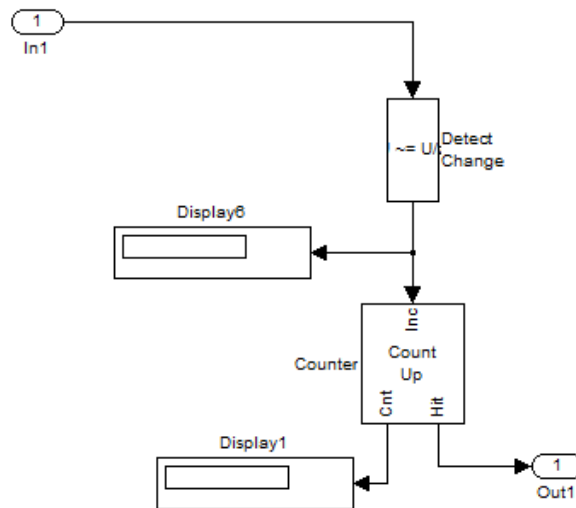 1
In1
~= U/
Detect
Change
Display6
Inc
Counter
Count
Up
Cnt
Hit
Display1
1
Out1